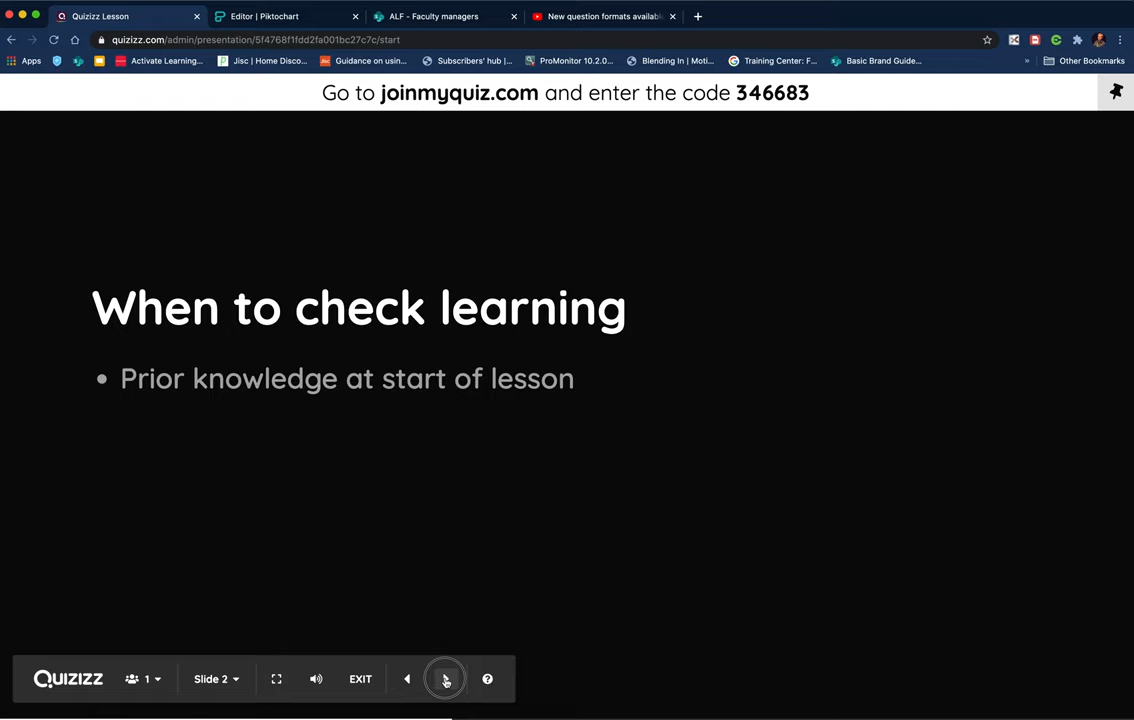 Quizizz Lesson
Editor | Piktochart
ALF - Faculty managers
New question formats availabl
quizizz.com/admin/presentation/5f4768f1fdd2fa001bc27c7c/start
Apps
Activate Learning...
Jisc | Home Disco...
Guidance on usin...
Subscribers' hub |...
ProMonitor 10.2.0...
Blending In | Moti...
Training Center: F...
Basic Brand Guide...
»
Other Bookmarks
Go to joinmyquiz.com and enter the code 346683
When to check learning
• Prior knowledge at start of lesson
Quizizz
1
Slide 2
EXIT